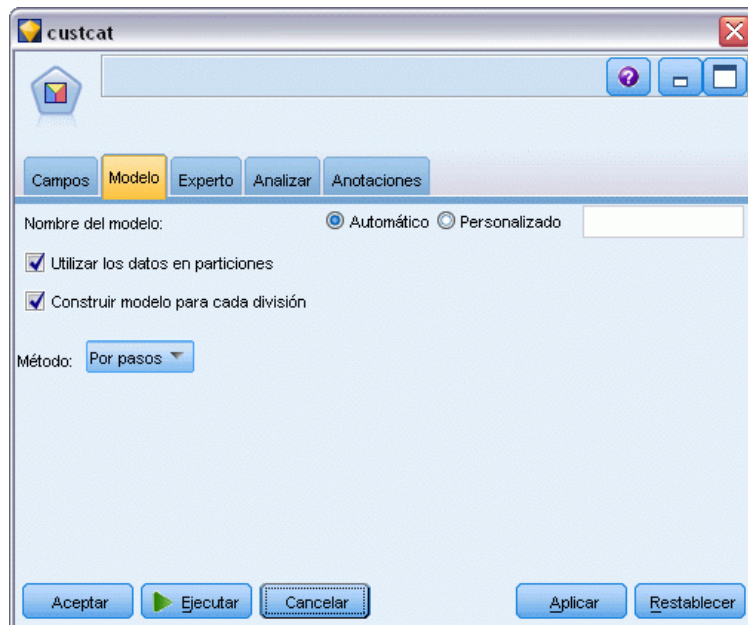 custcat
Campos Modelo Experto Analizar Anotaciones
Nombre del modelo: Automático Personalizado
Utilizar los datos en particiones
Construir modelo para cada división
Método: Por pasos
Aceptar Ejecutar Cancelar Aplicar Restablecer